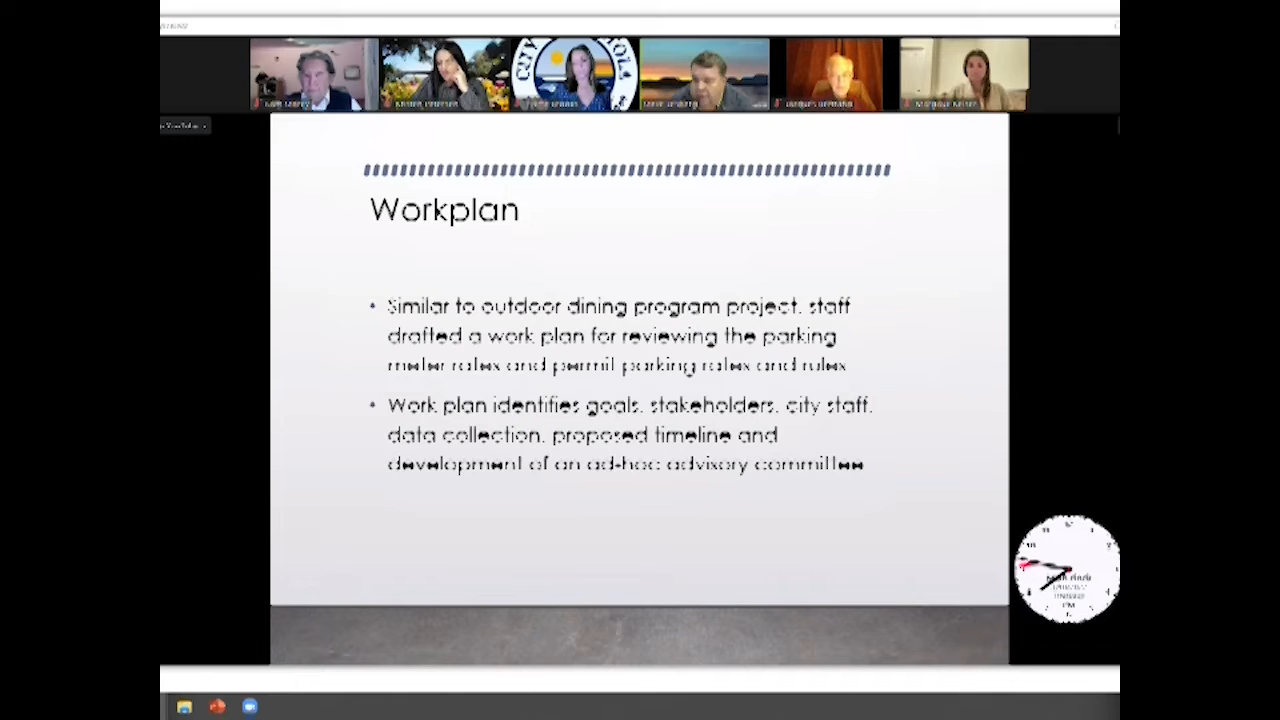 Workplan
• Similar to outdoor dining program project, staff
drafted a work plan for reviewing the parking
meter rates and permit parking rates and rules
• Work plan identifies goals, stakeholders, city staff,
data collection, proposed timeline and
development of an ad-hoc advisory committee
PM